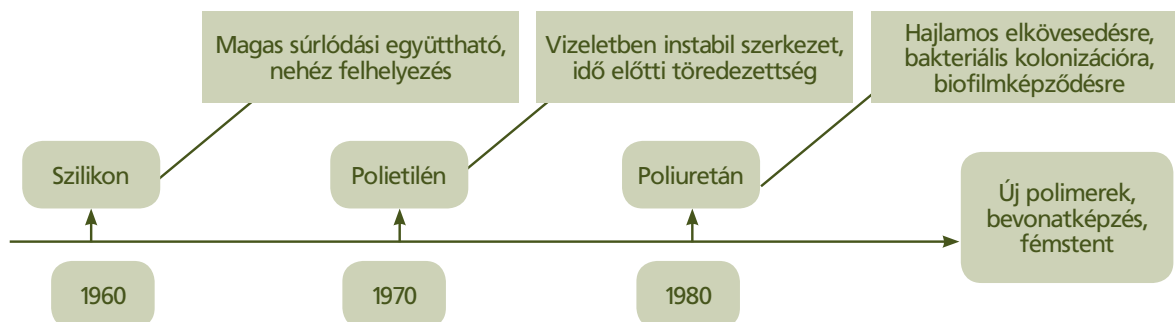 Magas súrlódási együttható,
nehéz felhelyezés
Vizeletben instabil szerkezet,
idő előtti töredezettség
Hajlamos elkövesedésre,
bakteriális kolonizációra,
biofilmképződésre
Szilikon
Polietilén
Poliuretán
Új polimerek,
bevonatképzés,
fémstent
1960
1970
1980